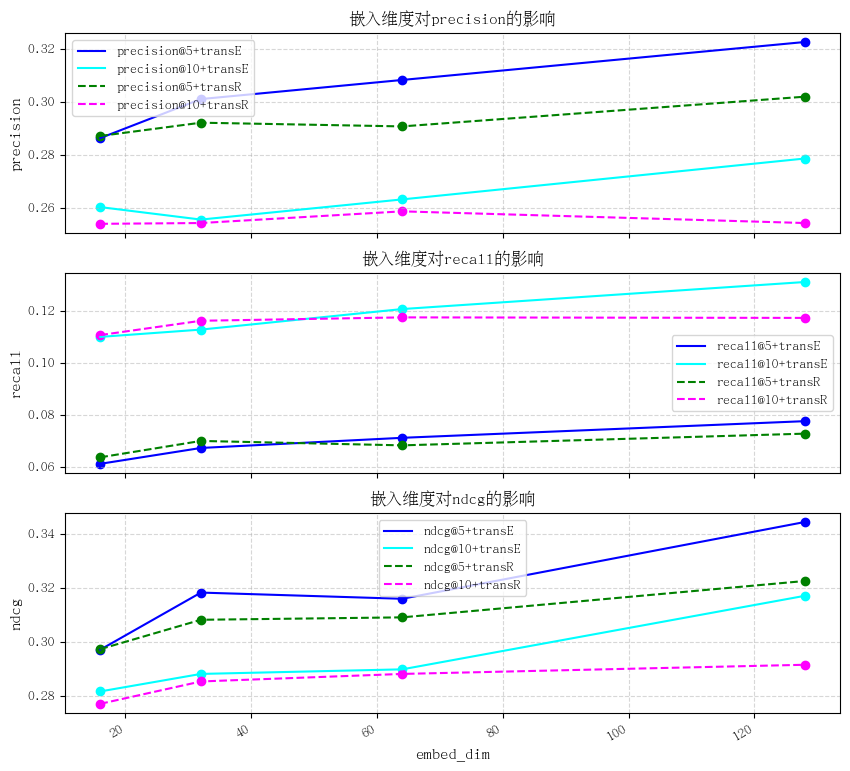 嵌入维度对precision的影响
0.32
0.30
0.28
0.26
precision
precision@5+transE
precision@10+transE
precision@5+transR
precision@10+transR
嵌入维度对recall的影响
0.12
0.10
0.08
0.06
recall
recall@5+transE
recall@10+transE
recall@5+transR
recall@10+transR
嵌入维度对ndcg的影响
0.34
0.32
0.30
0.28
ndcg
ndcg@5+transE
ndcg@10+transE
ndcg@5+transR
ndcg@10+transR
20 40 60 80 100 120
embed_dim